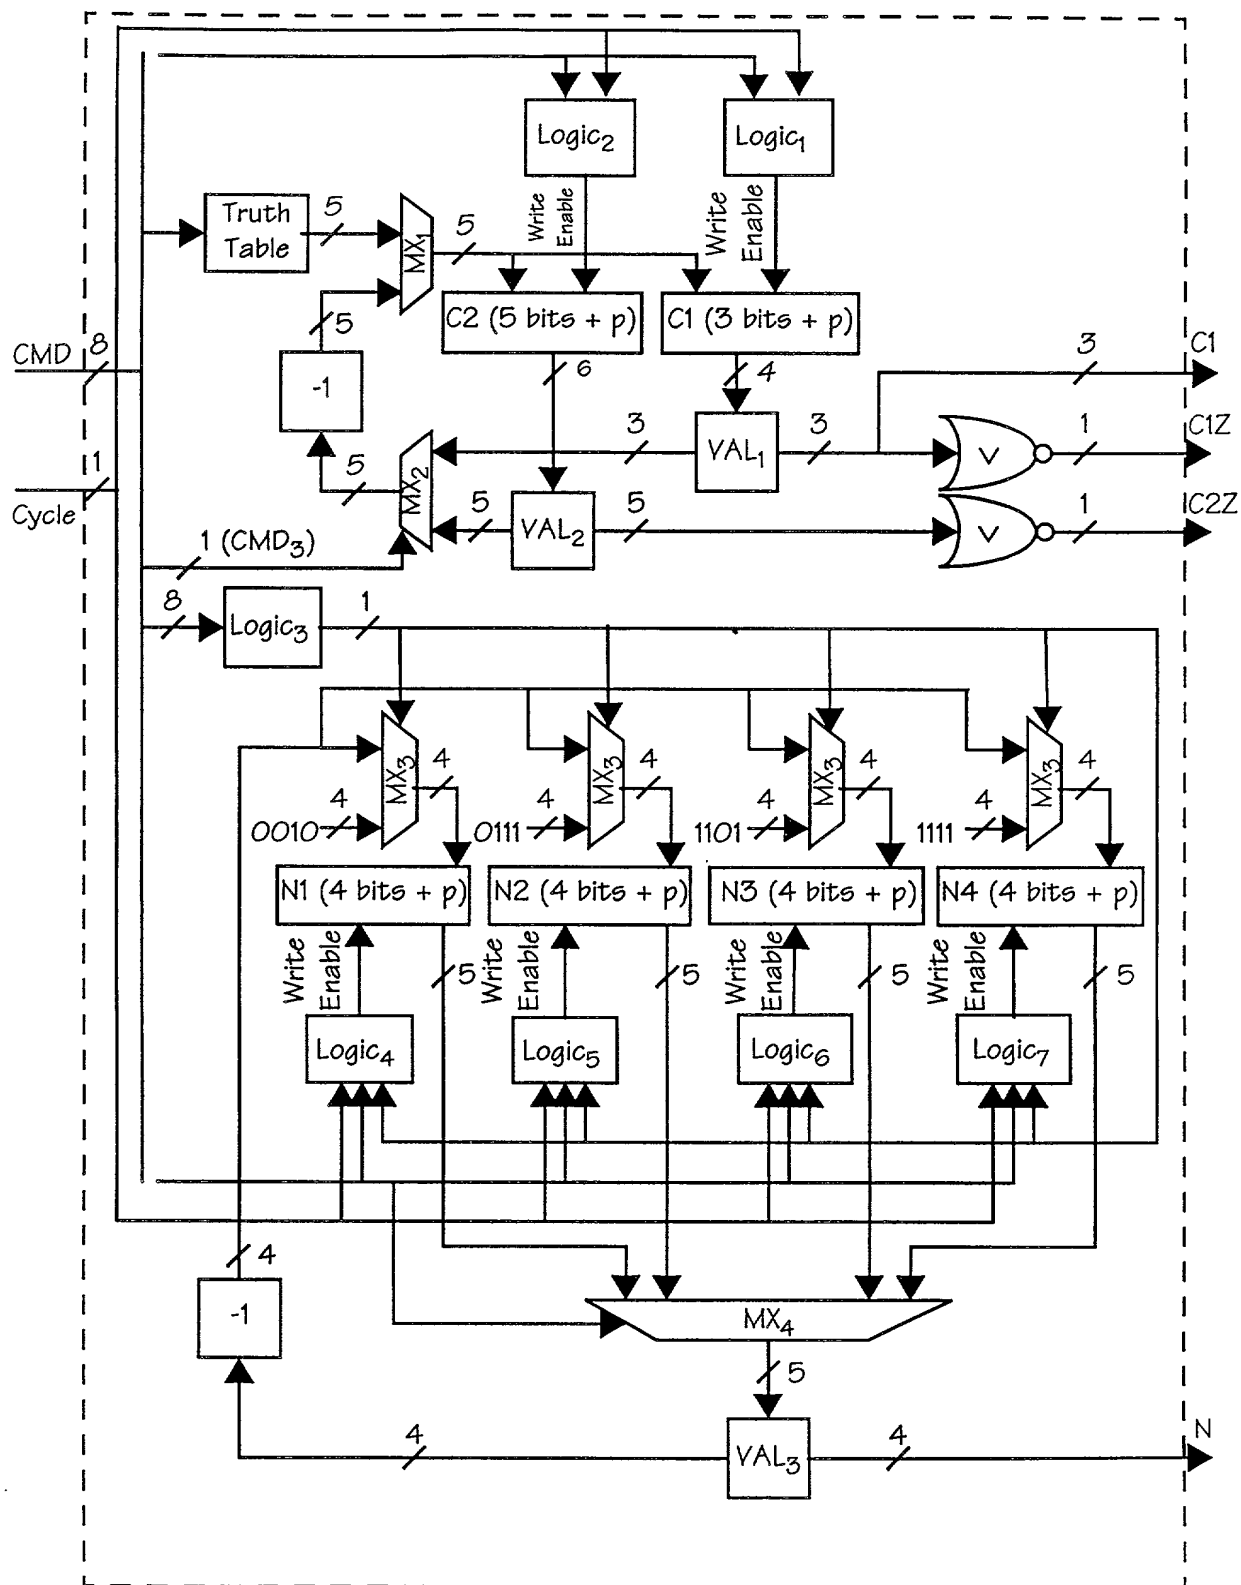 Logic2 Logic1
Write Enable Write Enable
Truth 5 5
Table MX1
C2 (5 bits + p) C1 (3 bits + p)
5
CMD 8 6 4 3 C1
-1
3 VAL1 3 V 1 C1Z
1 5 MX2
Cycle 5 VAL2 5 V 1 C2Z
1 (CMD3)
8 Logic3 1
MX3 4 MX3 4 MX3 4 MX3 4
4 4 4 4
0010 0111 1101 1111
N1 (4 bits + p) N2 (4 bits + p) N3 (4 bits + p) N4 (4 bits + p)
Write Enable 5 Write Enable 5 Write Enable 5 Write Enable 5
Logic4 Logic5 Logic6 Logic7
4
-1 MX4
5
4 VAL3 4 N